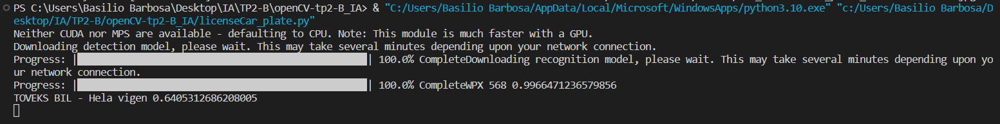 PS C:\Users\Basilio Barbosa\Desktop\IA\TP2-B\openCV-tp2-B_IA> & "C:/Users/Basilio Barbosa/AppData/Local/Microsoft/WindowsApps/python3.10.exe" "c:/Users/Basilio Barbosa/D
esktop/IA/TP2-B/openCV-tp2-B_IA/licenseCar_plate.py"
Neither CUDA nor MPS are available - defaulting to CPU. Note: This module is much faster with a GPU.
Downloading detection model, please wait. This may take several minutes depending upon your network connection.
Progress: |██████████████████████████████████████████████████| 100.0% CompleteDownloading recognition model, please wait. This may take several minutes depending upon yo
ur network connection.
Progress: |██████████████████████████████████████████████████| 100.0% CompleteWPX 568 0.9966471236579856
TOVEKS BIL - Hela vigen 0.6405312686208005